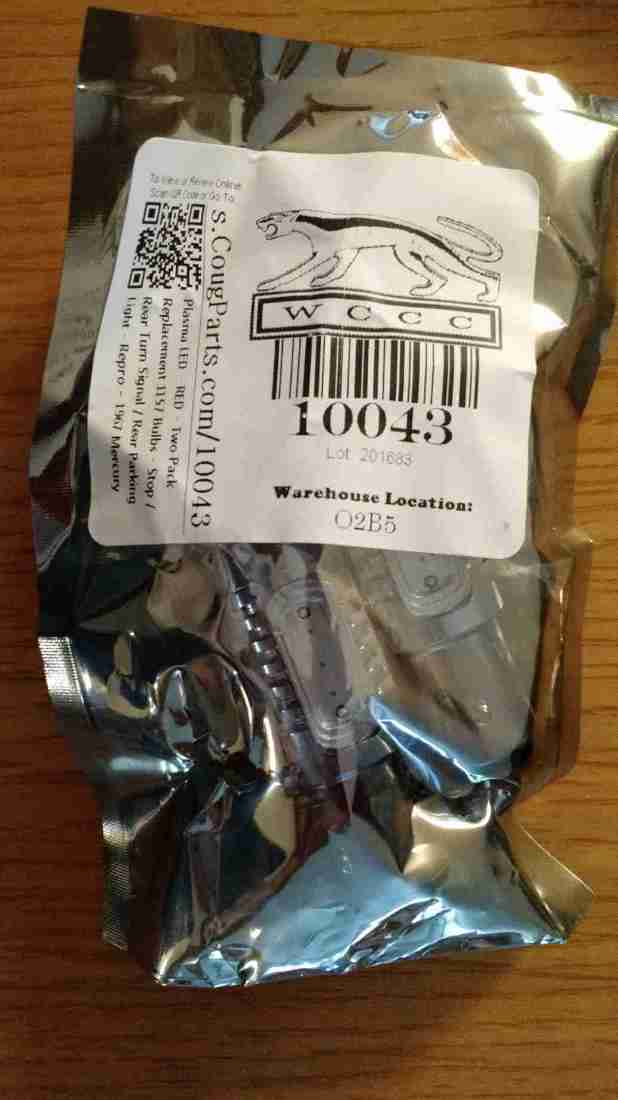 To View or Review Online
Scan QR Code or Go To:
s.CougParts.com/10043
Plasma LED - RED - Two Pack
Replacement 1157 Bulbs - Stop /
Rear Turn Signal / Rear Parking
Light - Repro - 1967 Mercury
WCCC
10043
Lot: 201683
Warehouse Location:
O2B5